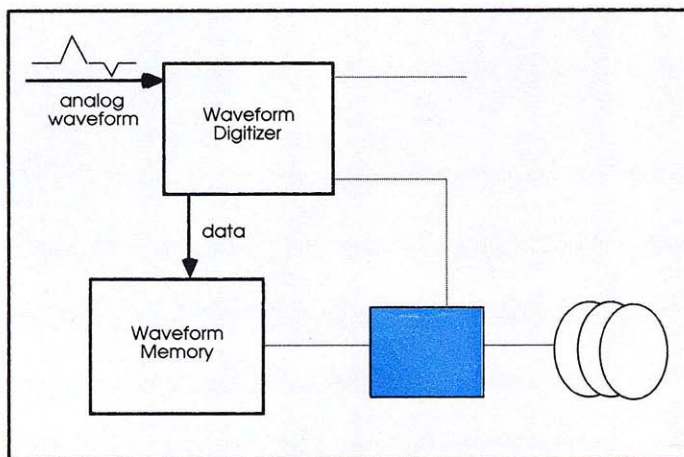 analog
waveform
Waveform
Digitizer
data
Waveform
Memory